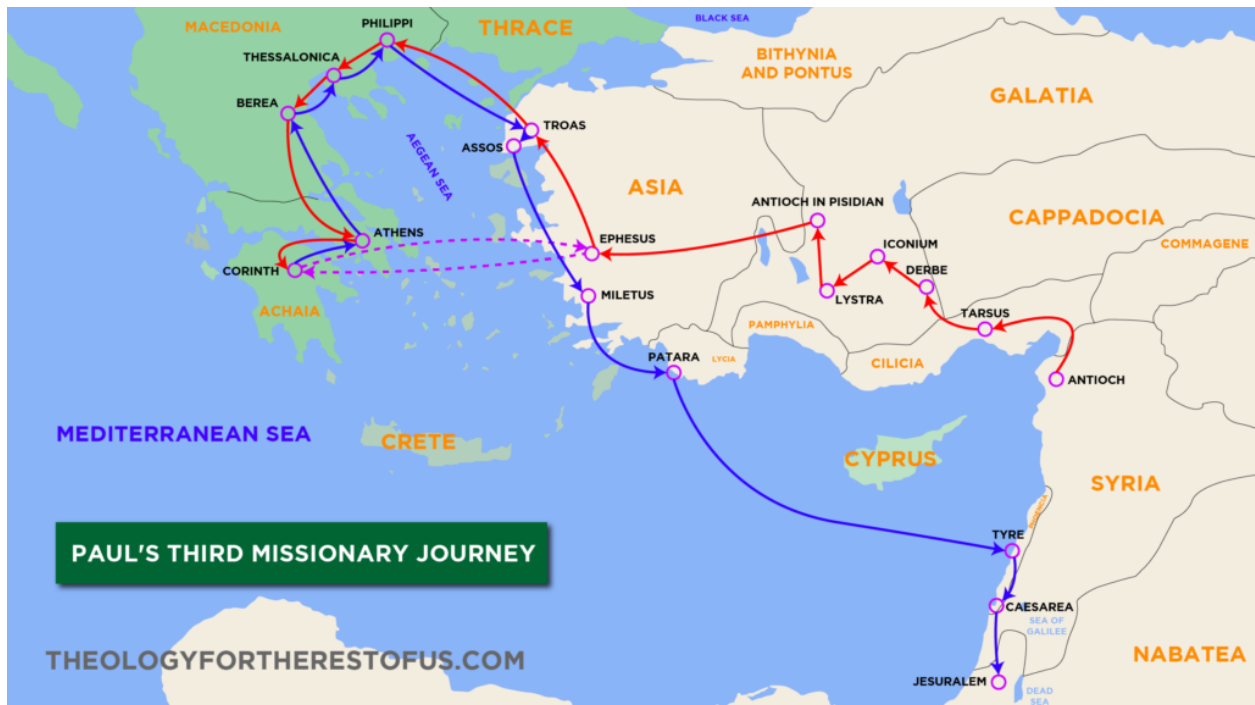 BLACK SEA
PHILIPPI
MACEDONIA
THRACE
THESSALONICA
BITHYNIA
AND PONTUS
GALATIA
BEREA
TROAS
ASSOS
AEGEAN SEA
ASIA
ANTIOCH IN PISIDIAN
CAPPADOCIA
COMMAGENE
ATHENS
EPHESUS
ICONIUM
DERBE
CORINTH
LYSTRA
MILETUS
ACHAIA
TARSUS
PAMPHYLIA
PATARA
LYCIA
CILICIA
ANTIOCH
MEDITERRANEAN SEA
CRETE
CYPRUS
SYRIA
PHOENCIA
TYRE
PAUL'S THIRD MISSIONARY JOURNEY
CAESAREA
SEA OF
GALILEE
THEOLOGYFORTHERESTOFUS.COM
NABATEA
JESURALEM
DEAD
SEA